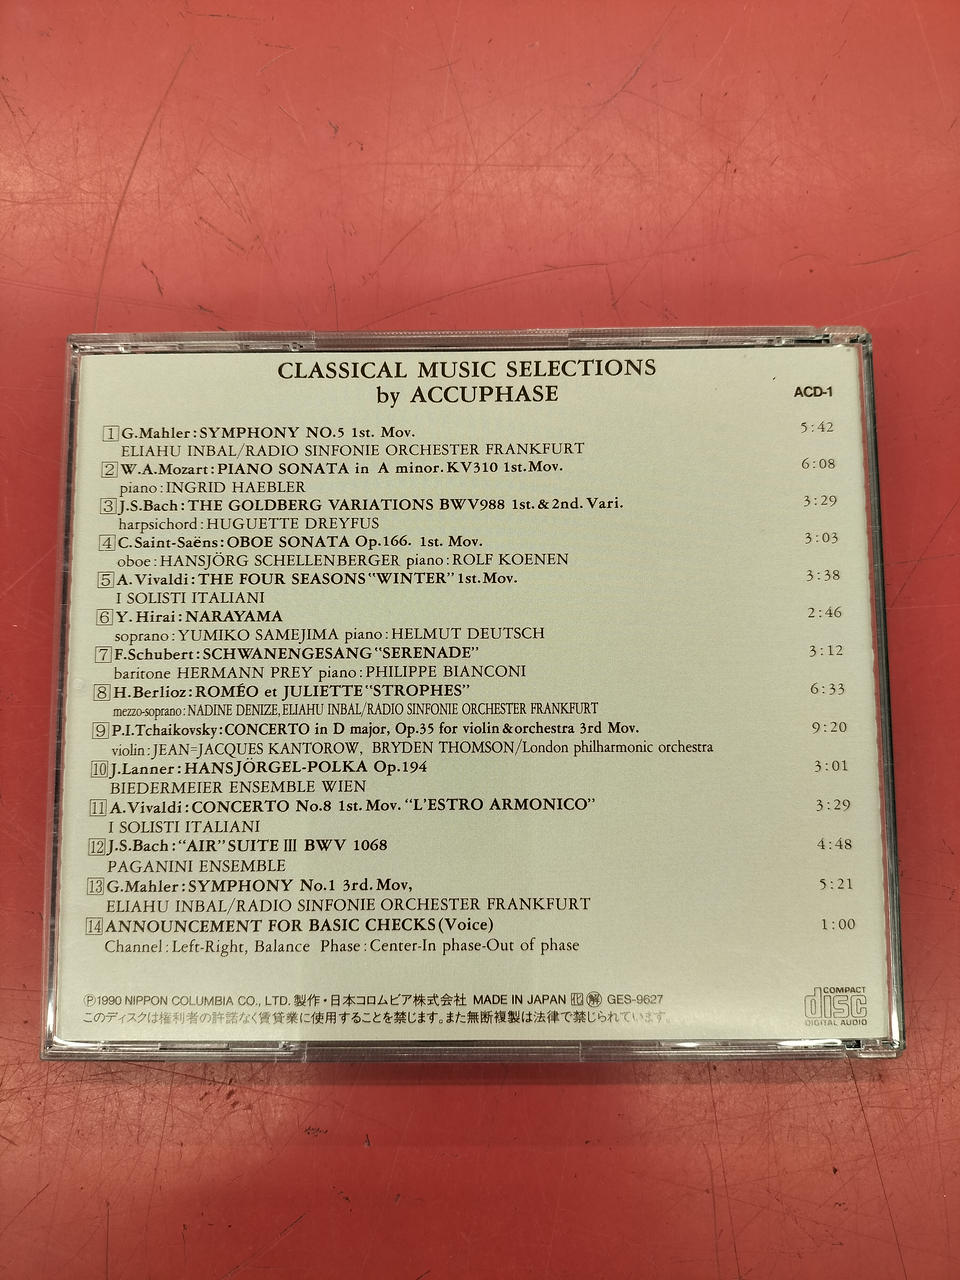 CLASSICAL MUSIC SELECTIONS
by ACCUPHASE
ACD-1
1 G.Mahler:SYMPHONY NO.5 1st. Mov. 5:42
ELIAHU INBAL/RADIO SINFONIE ORCHESTER FRANKFURT
2 W.A.Mozart:PIANO SONATA in A minor.KV310 1st.Mov. 6:08
piano:INGRID HAEBLER
3 J.S.Bach:THE GOLDBERG VARIATIONS BWV988 1st.&2nd.Vari. 3:29
harpsichord:HUGUETTE DREYFUS
4 C.Saint-Saëns:OBOE SONATA Op.166. 1st. Mov. 3:03
oboe:HANSJÖRG SCHELLENBERGER piano:ROLF KOENEN
5 A.Vivaldi:THE FOUR SEASONS"WINTER"1st.Mov. 3:38
I SOLISTI ITALIANI
6 Y.Hirai:NARAYAMA 2:46
soprano:YUMIKO SAMEJIMA piano:HELMUT DEUTSCH
7 F.Schubert:SCHWANENGESANG"SERENADE" 3:12
baritone HERMANN PREY piano:PHILIPPE BIANCONI
8 H.Berlioz:ROMÉO et JULIETTE"STROPHES" 6:33
mezzo-soprano:NADINE DENIZE,ELIAHU INBAL/RADIO SINFONIE ORCHESTER FRANKFURT
9 P.I.Tchaikovsky:CONCERTO in D major, Op.35 for violin&orchestra 3rd Mov. 9:20
violin:JEAN=JACQUES KANTOROW, BRYDEN THOMSON/London philharmonic orchestra
10 J.Lanner:HANSJÖRGEL-POLKA Op.194 3:01
BIEDERMEIER ENSEMBLE WIEN
11 A.Vivaldi:CONCERTO No.8 1st.Mov. "L'ESTRO ARMONICO" 3:29
I SOLISTI ITALIANI
12 J.S.Bach:"AIR"SUITE III BWV 1068 4:48
PAGANINI ENSEMBLE
13 G.Mahler:SYMPHONY No.1 3rd.Mov, 5:21
ELIAHU INBAL/RADIO SINFONIE ORCHESTER FRANKFURT
14 ANNOUNCEMENT FOR BASIC CHECKS(Voice) 1:00
Channel:Left-Right, Balance Phase:Center-In phase-Out of phase
Ⓟ1990 NIPPON COLUMBIA CO., LTD. 製作・日本コロムビア株式会社 MADE IN JAPAN GES-9627
このディスクは権利者の許諾なく賃貸業に使用することを禁じます。また無断複製は法律で禁じられています。
COMPACT
disc
DIGITAL AUDIO